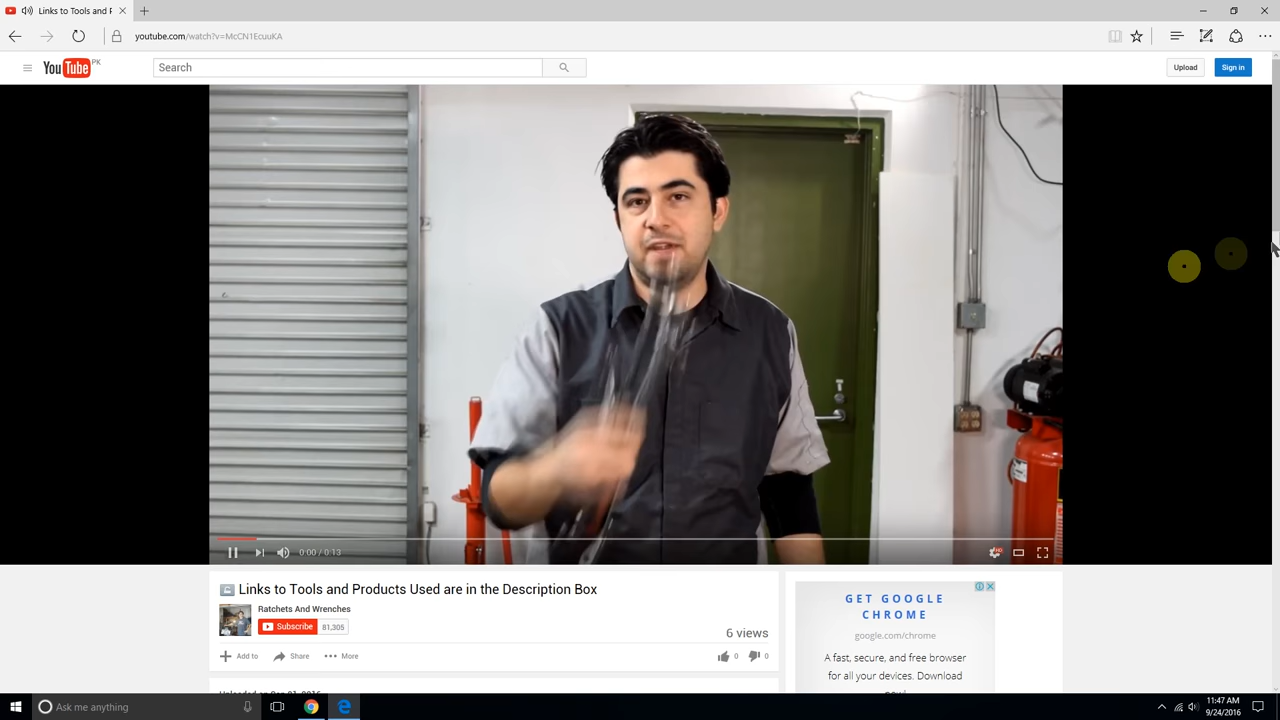 Links to Tools and F
youtube.com/watch?v=McCN1EcuuKA
YouTube PK
Search
Upload
Sign in
0:00 / 0:13
HD
Links to Tools and Products Used are in the Description Box
Ratchets And Wrenches
Subscribe
81,305
6 views
Add to
Share
More
0
0
GET GOOGLE
CHROME
google.com/chrome
A fast, secure, and free browser
for all your devices. Download
Ask me anything
11:47 AM
9/24/2016